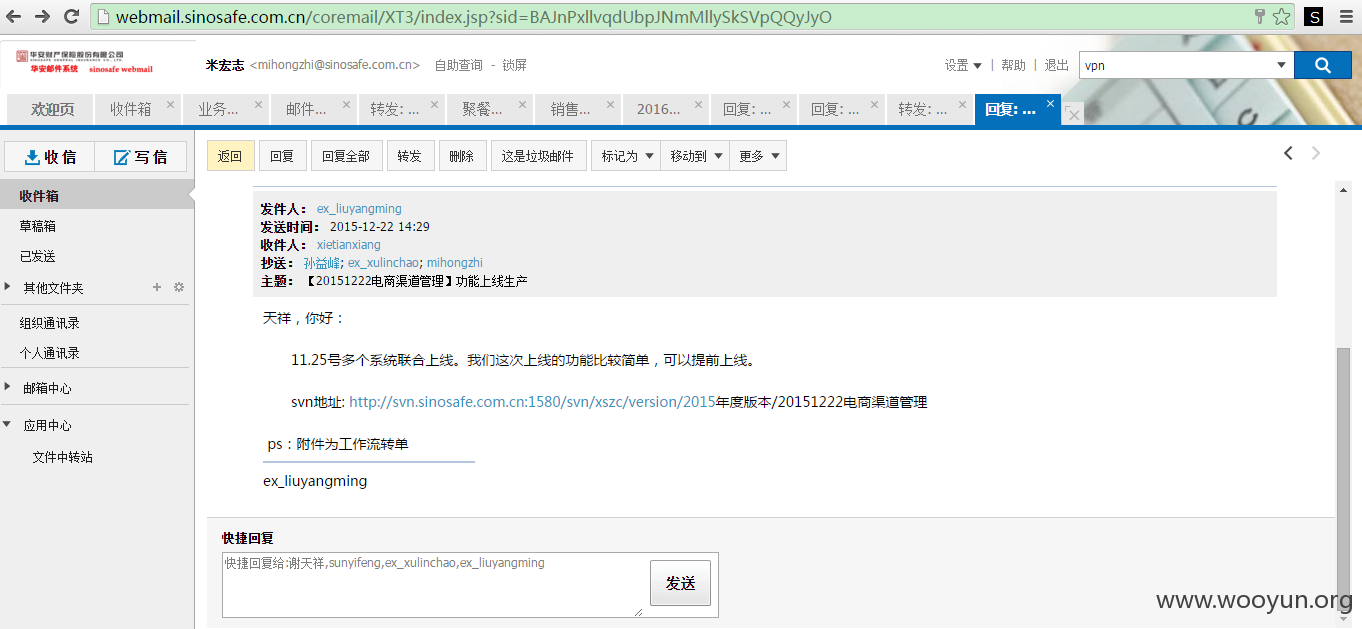 webmail.sinosafe.com.cn/coremail/XT3/index.jsp?sid=BAJnPxllvqdUbpJNmMllySkSVpQQyJyO
S
华安财产保险股份有限公司
华安邮件系统 sinosafe webmail
米宏志 <mihongzhi@sinosafe.com.cn> 自助查询 - 锁屏
设置 | 帮助 | 退出
vpn
欢迎页 收件箱 业务... 邮件... 转发: ... 聚餐... 销售... 2016... 回复: ... 回复: ... 转发: ... 回复: ...
收信 写信
返回 回复 回复全部 转发 删除 这是垃圾邮件 标记为 移动到 更多
收件箱
草稿箱
已发送
其他文件夹
组织通讯录
个人通讯录
邮箱中心
应用中心
文件中转站
发件人： ex_liuyangming
发送时间： 2015-12-22 14:29
收件人： xietianxiang
抄送： 孙益峰; ex_xulinchao; mihongzhi
主题： 【20151222电商渠道管理】功能上线生产
天祥，你好：
11.25号多个系统联合上线。我们这次上线的功能比较简单，可以提前上线。
svn地址: http://svn.sinosafe.com.cn:1580/svn/xszc/version/2015年度版本/20151222电商渠道管理
ps：附件为工作流转单
ex_liuyangming
快捷回复
快捷回复给:谢天祥,sunyifeng,ex_xulinchao,ex_liuyangming
发送
www.wooyun.org